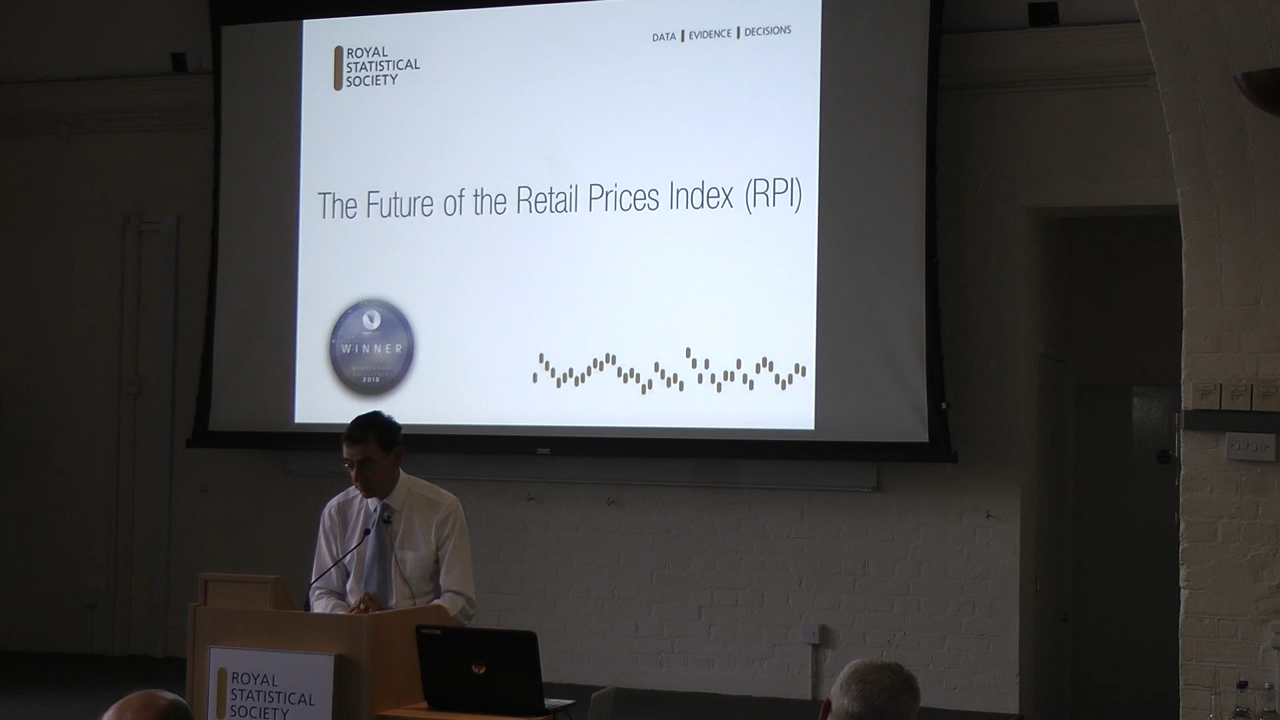 DATA | EVIDENCE | DECISIONS
ROYAL
STATISTICAL
SOCIETY
The Future of the Retail Prices Index (RPI)
WINNER
2018
ROYAL
STATISTICAL
SOCIETY